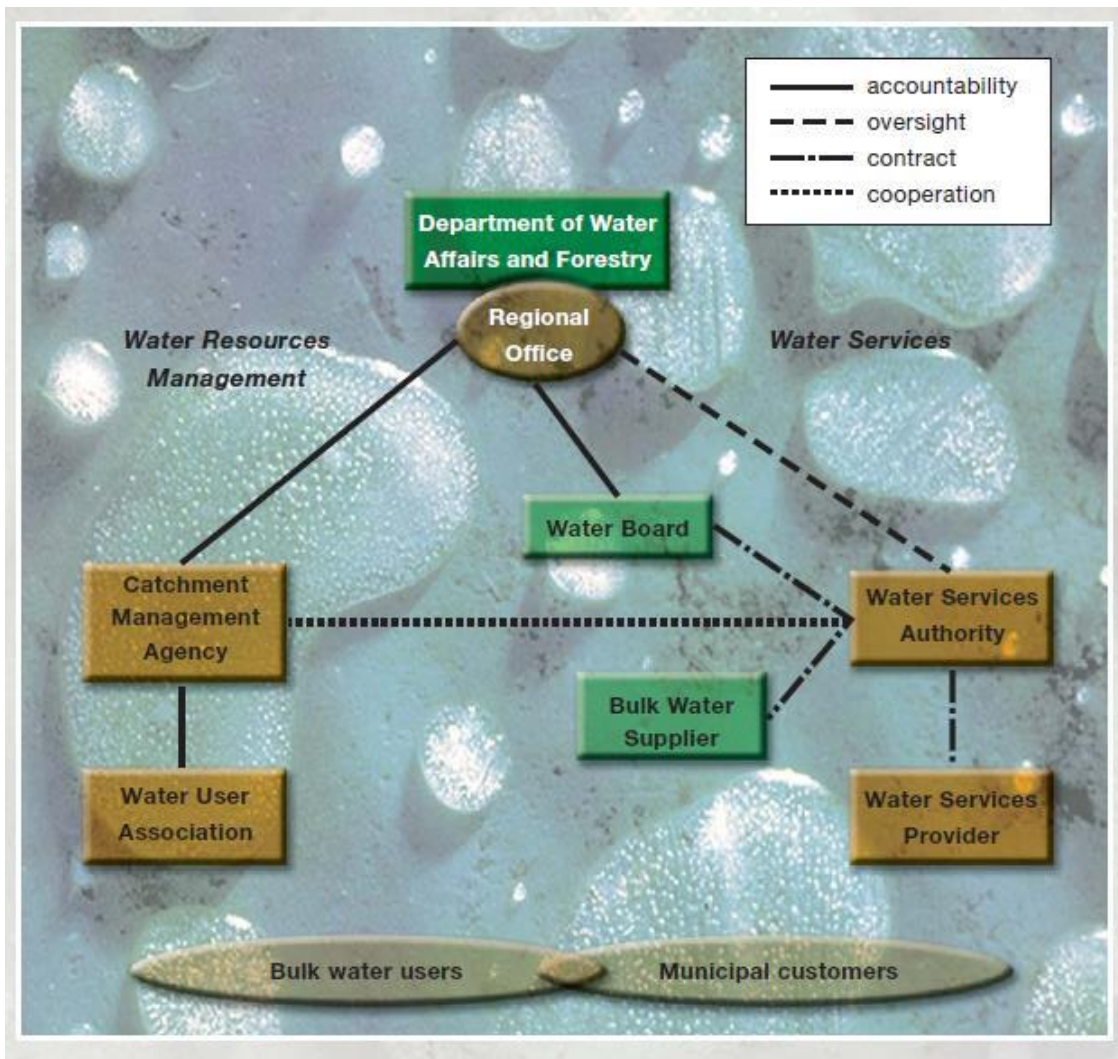 accountability
oversight
contract
cooperation
Department of Water
Affairs and Forestry
Regional
Office
Water Resources
Management
Water Services
Water Board
Catchment
Management
Agency
Water Services
Authority
Bulk Water
Supplier
Water User
Association
Water Services
Provider
Bulk water users
Municipal customers